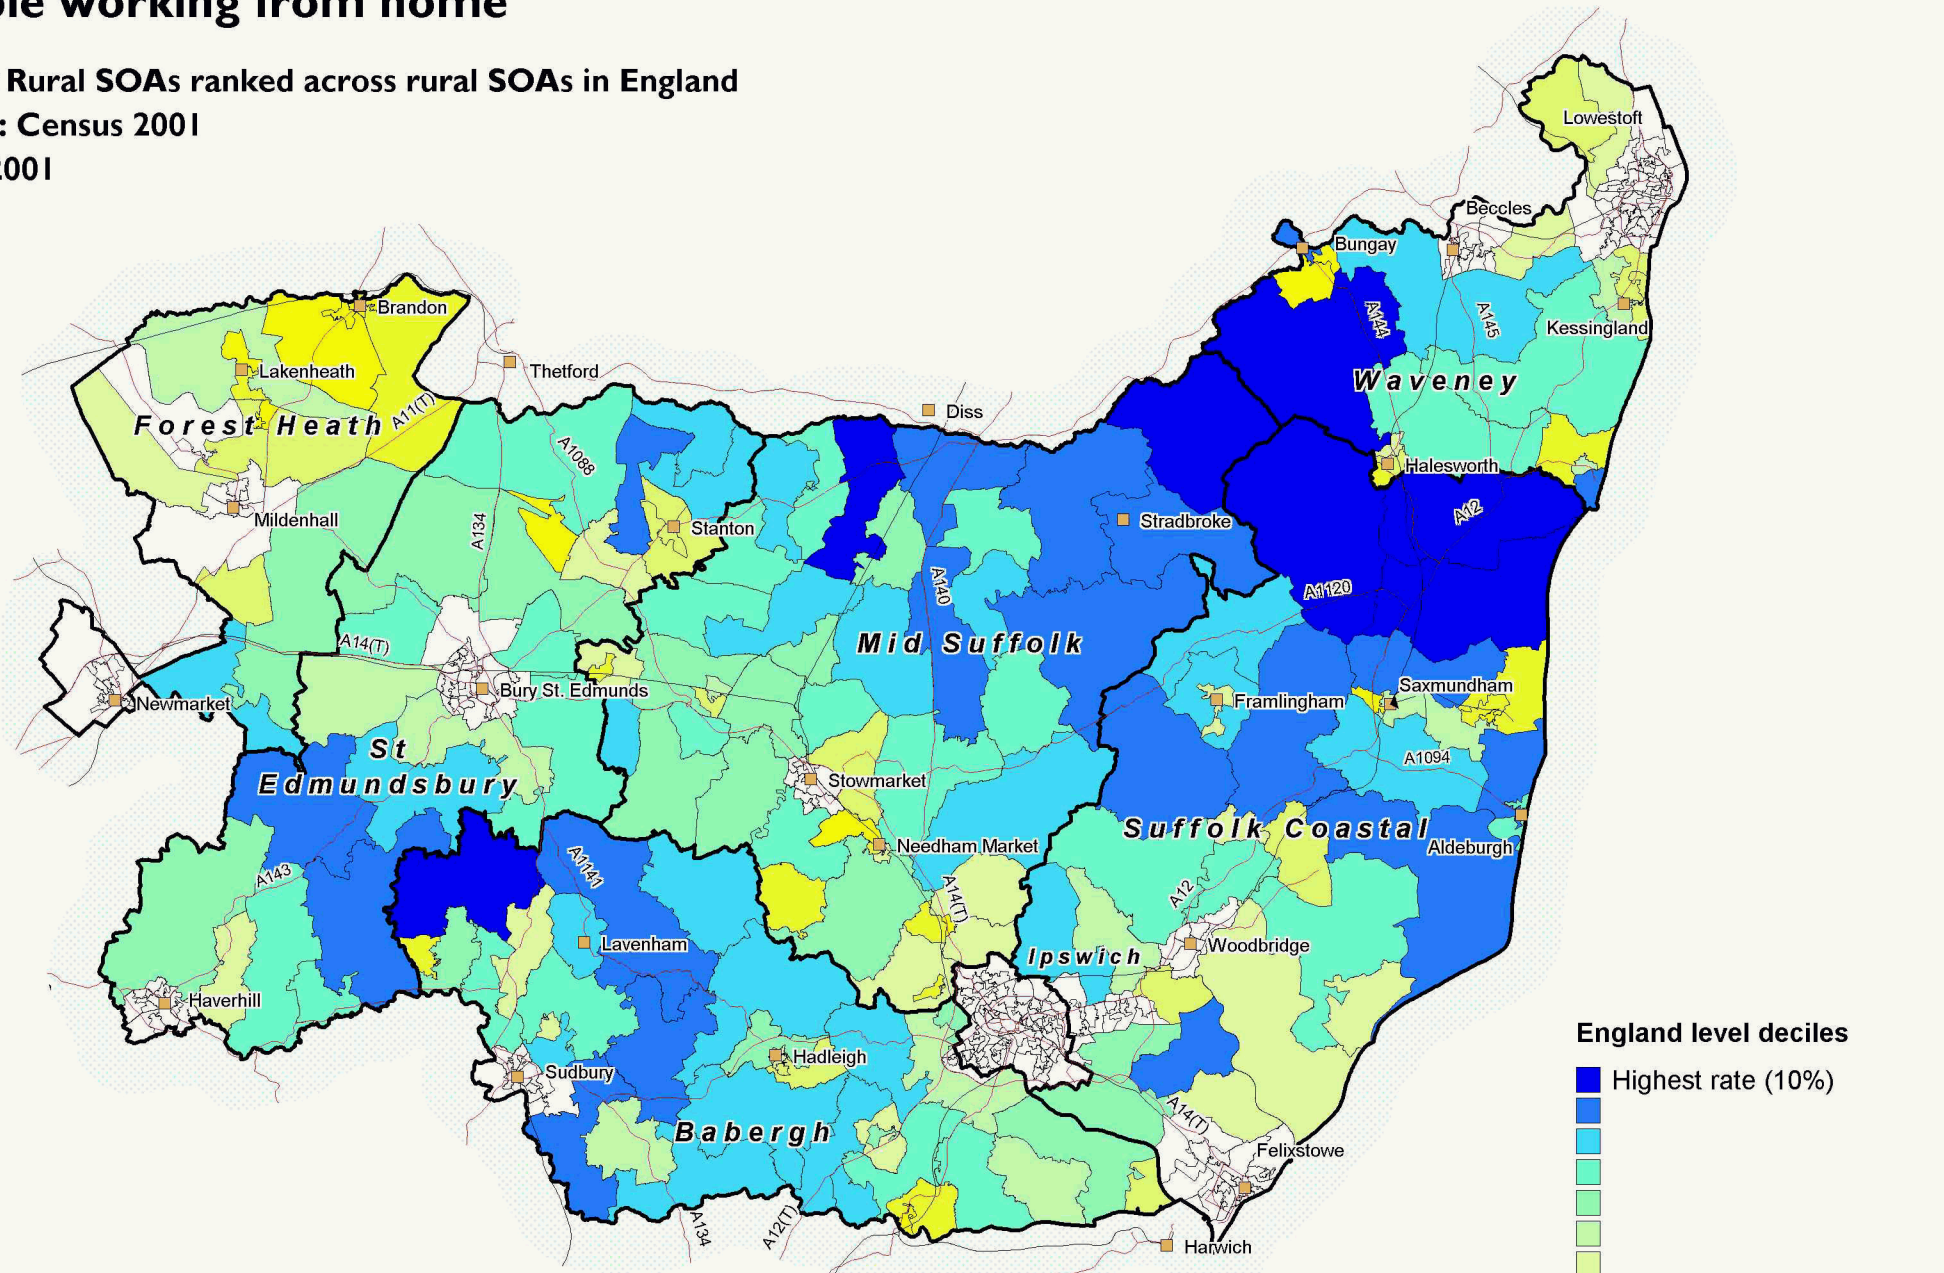 working from home
Rural SOAs ranked across rural SOAs in England
: Census 2001
2001
Lowestoft
Beccles
Bungay
Brandon
A144
A145
Kessingland
Lakenheath
Thetford
Waveney
A11(T)
Diss
Forest Heath
A1088
Halesworth
Mildenhall
A134
Stanton
Stradbroke
A12
A140
A1120
A14(T)
Mid Suffolk
Newmarket
Bury St. Edmunds
Framlingham
Saxmundham
St
Edmundsbury
A1094
Stowmarket
Suffolk Coastal
Needham Market
Aldeburgh
A143
A1141
A14(T)
A12
Lavenham
Ipswich
Woodbridge
Haverhill
England level deciles
Hadleigh
Sudbury
Highest rate (10%)
A14(T)
Babergh
Felixstowe
A134
A12(T)
Harwich